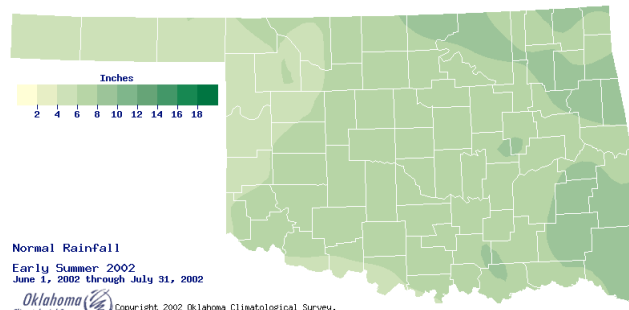 Inches
2 4 6 8 10 12 14 16 18
Normal Rainfall
Early Summer 2002
June 1, 2002 through July 31, 2002
Oklahoma
Copyright 2002 Oklahoma Climatological Survey.